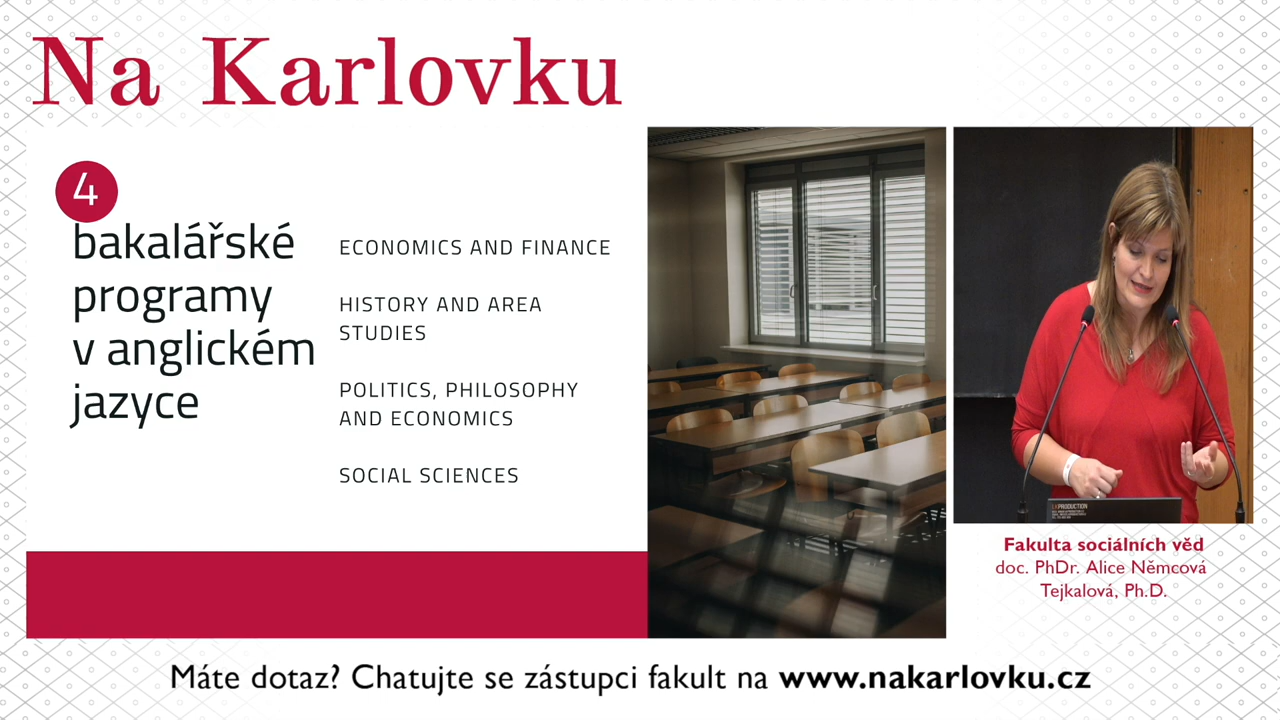 Na Karlovku
4
bakalářské
programy
v anglickém
jazyce
ECONOMICS AND FINANCE
HISTORY AND AREA
STUDIES
POLITICS, PHILOSOPHY
AND ECONOMICS
SOCIAL SCIENCES
Fakulta sociálních věd
doc. PhDr. Alice Němcová
Tejkalová, Ph.D.
Máte dotaz? Chatujte se zástupci fakult na www.nakarlovku.cz